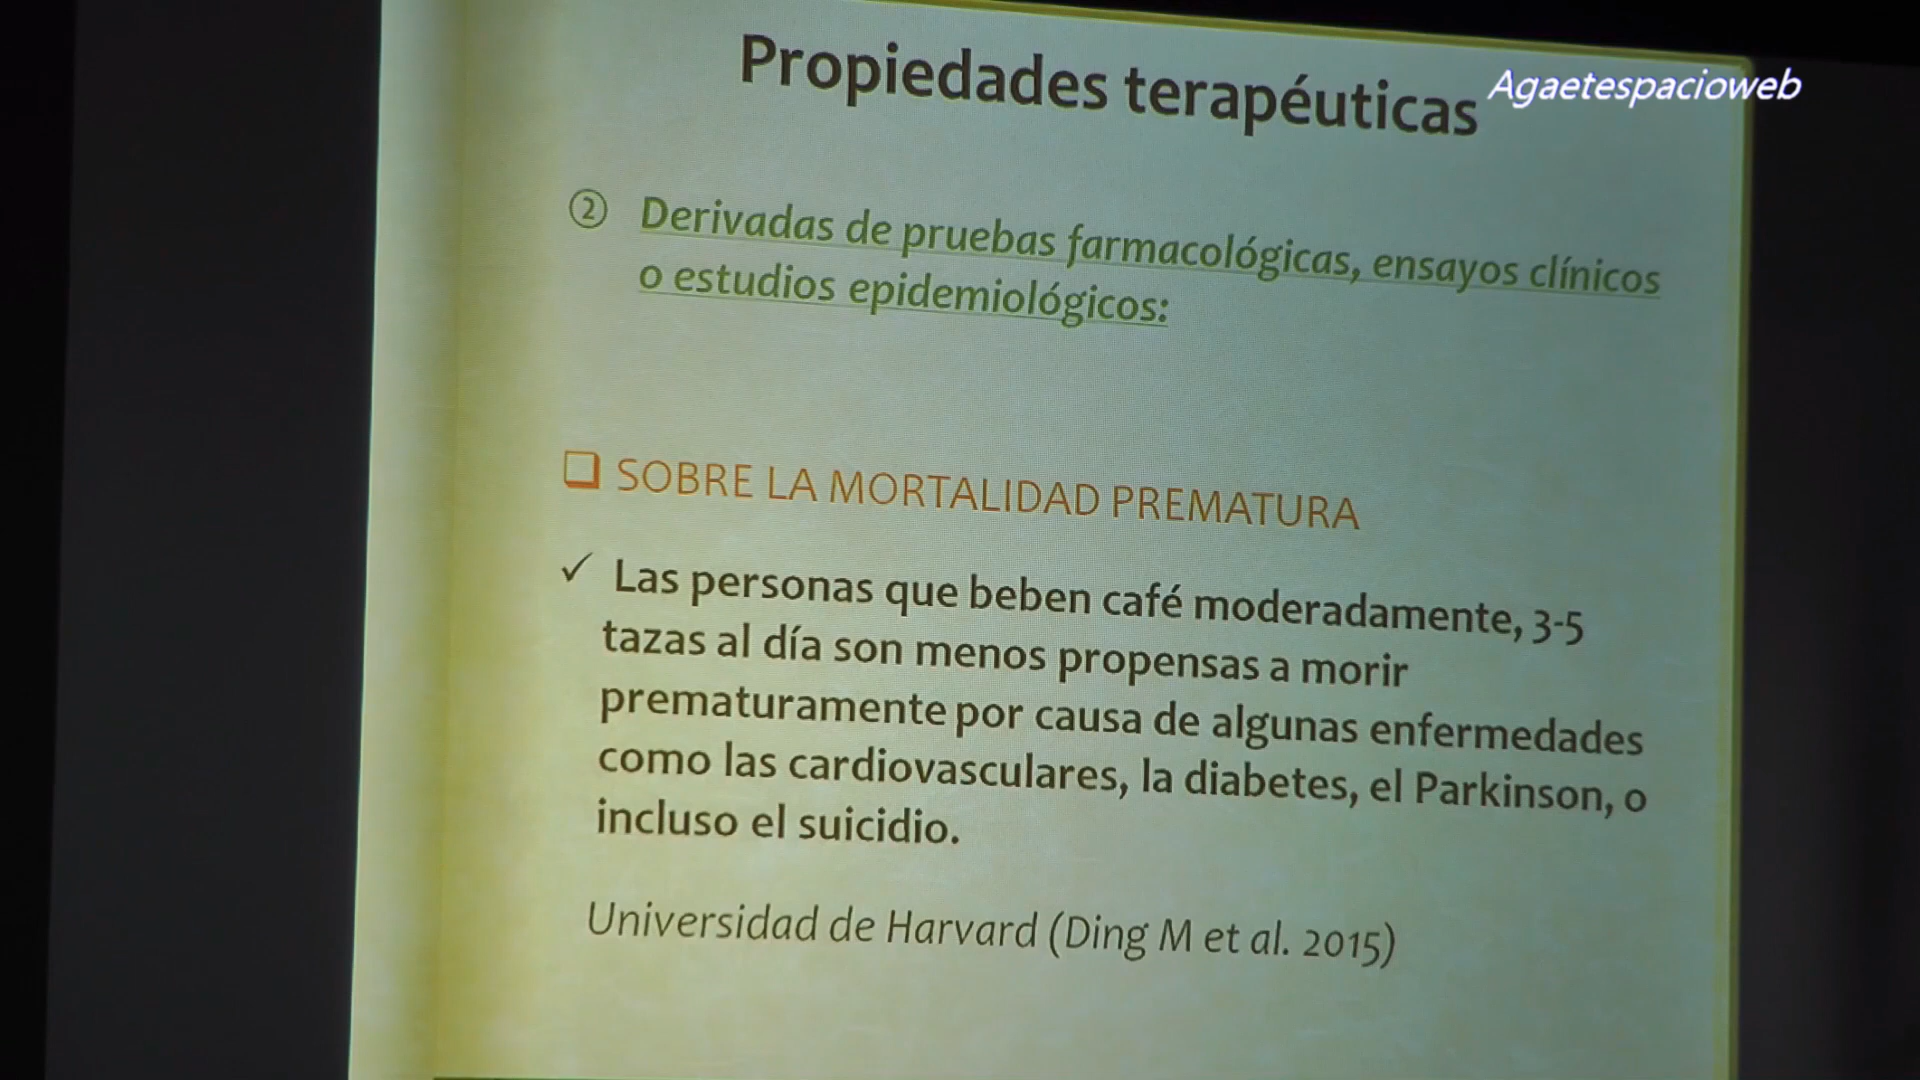 Propiedades terapéuticas
Agaetespacioweb
② Derivadas de pruebas farmacológicas, ensayos clínicos
o estudios epidemiológicos:
❑ SOBRE LA MORTALIDAD PREMATURA
✓ Las personas que beben café moderadamente, 3-5
tazas al día son menos propensas a morir
prematuramente por causa de algunas enfermedades
como las cardiovasculares, la diabetes, el Parkinson, o
incluso el suicidio.
Universidad de Harvard (Ding M et al. 2015)